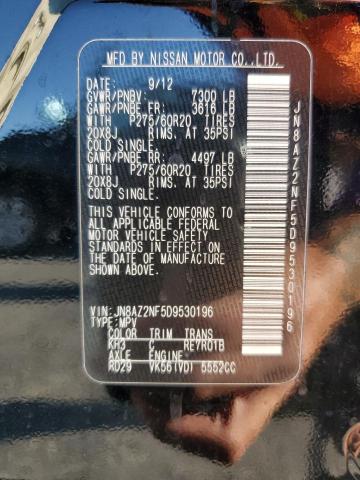 MFD BY NISSAN MOTOR CO.,LTD.
DATE: 9/12
GVWR/PNBV: 7300 LB
GAWR/PNBE FR: 3616 LB
WITH P275/60R20 TIRES
20X8J RIMS. AT 35PSI
COLD SINGLE.
GAWR/PNBE RR: 4497 LB
WITH P275/60R20 TIRES
20X8J RIMS. AT 35PSI
COLD SINGLE.
THIS VEHICLE CONFORMS TO
ALL APPLICABLE FEDERAL
MOTOR VEHICLE SAFETY
STANDARDS IN EFFECT ON
THE DATE OF MANUFACTURE
SHOWN ABOVE.
VIN: JN8AZ2NF5D9530196
TYPE: MPV
COLOR TRIM TRANS
KH3 C RE7R01B
AXLE ENGINE
RD29 VK56(VD) 5552CC
JN8AZ2NF5D9530196